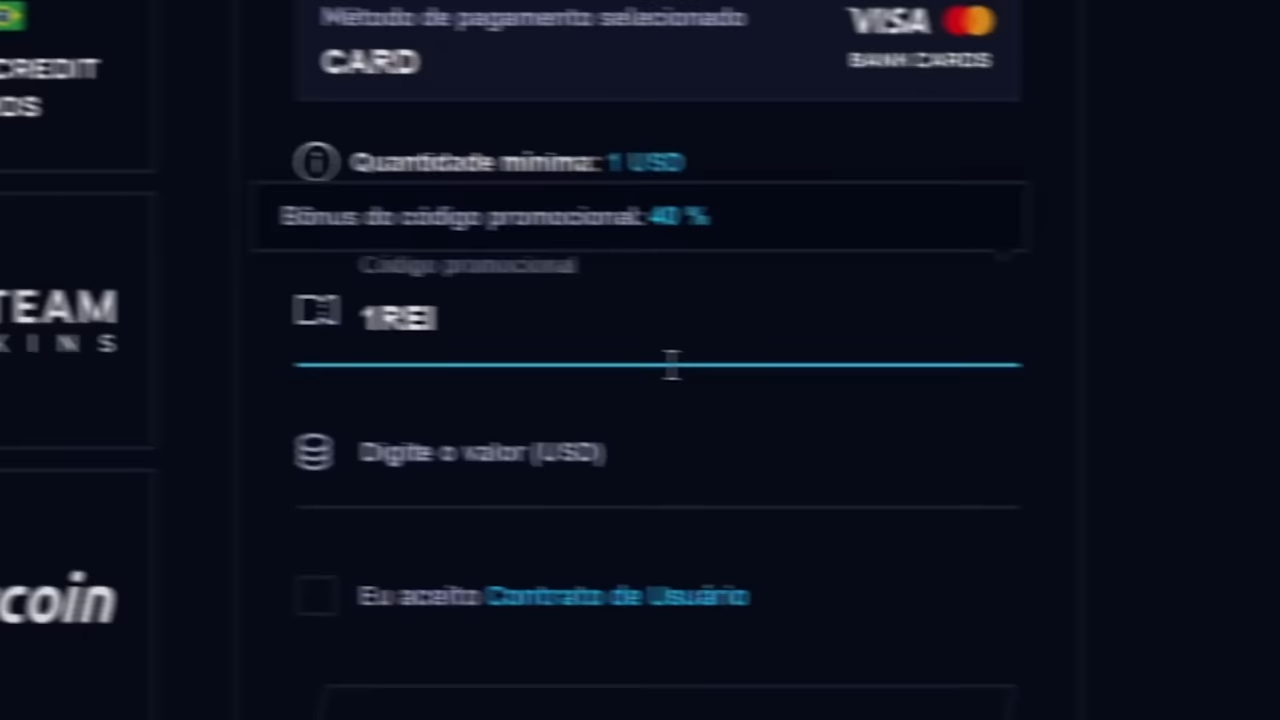 Método de pagamento selecionado
VISA
CARD
BANK CARDS
CREDIT
DS
Quantidade mínima: 1 USD
Bônus do código promocional: 40 %
Código promocional
1REI
TEAM
KINS
Digite o valor (USD)
coin
Eu aceito Contrato de Usuário